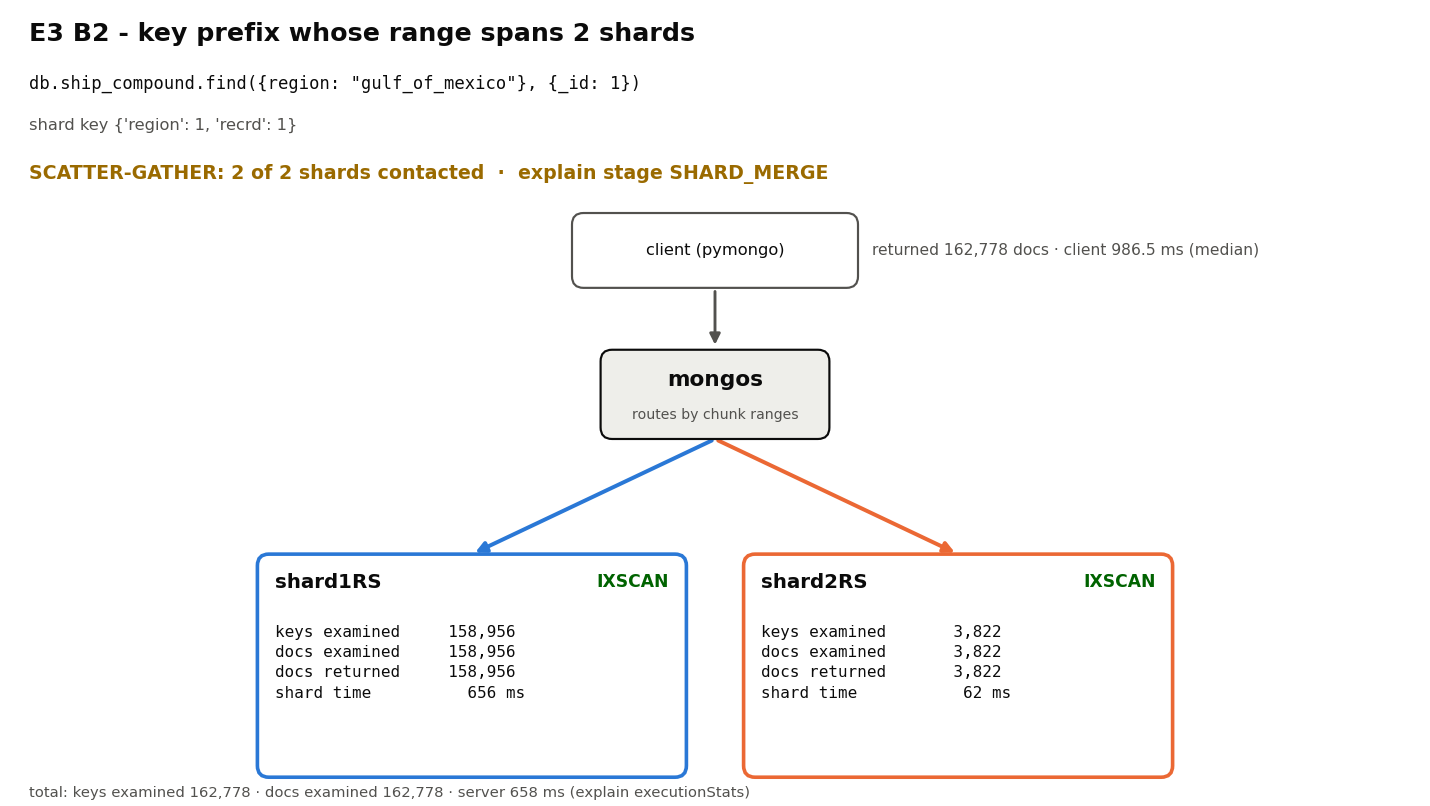 E3 B2 - key prefix whose range spans 2 shards
db.ship_compound.find({region: "gulf_of_mexico"}, {_id: 1})
shard key {'region': 1, 'recrd': 1}
SCATTER-GATHER: 2 of 2 shards contacted · explain stage SHARD_MERGE
client (pymongo)
returned 162,778 docs · client 986.5 ms (median)
mongos
routes by chunk ranges
shard1RS IXSCAN
keys examined 158,956
docs examined 158,956
docs returned 158,956
shard time 656 ms
shard2RS IXSCAN
keys examined 3,822
docs examined 3,822
docs returned 3,822
shard time 62 ms
total: keys examined 162,778 · docs examined 162,778 · server 658 ms (explain executionStats)